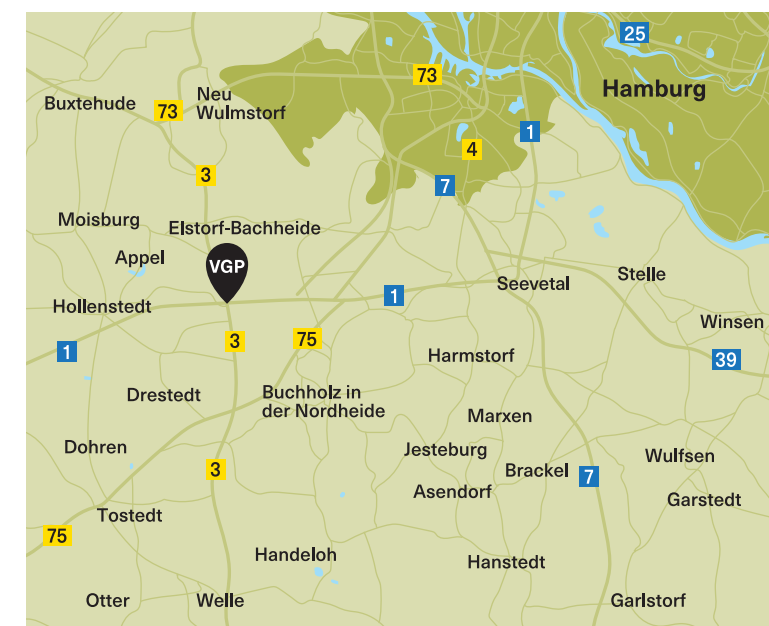 25
73
Hamburg
Buxtehude
Neu
Wulmstorf
73
1
4
3
7
Moisburg
Elstorf-Bachheide
Appel
VGP
Stelle
Seevetal
Hollenstedt
1
Winsen
3
75
1
Harmstorf
39
Drestedt
Buchholz in
der Nordheide
Marxen
Dohren
Jesteburg
Wulfsen
3
Brackel
7
Asendorf
Garstedt
Tostedt
75
Handeloh
Hanstedt
Otter
Welle
Garlstorf